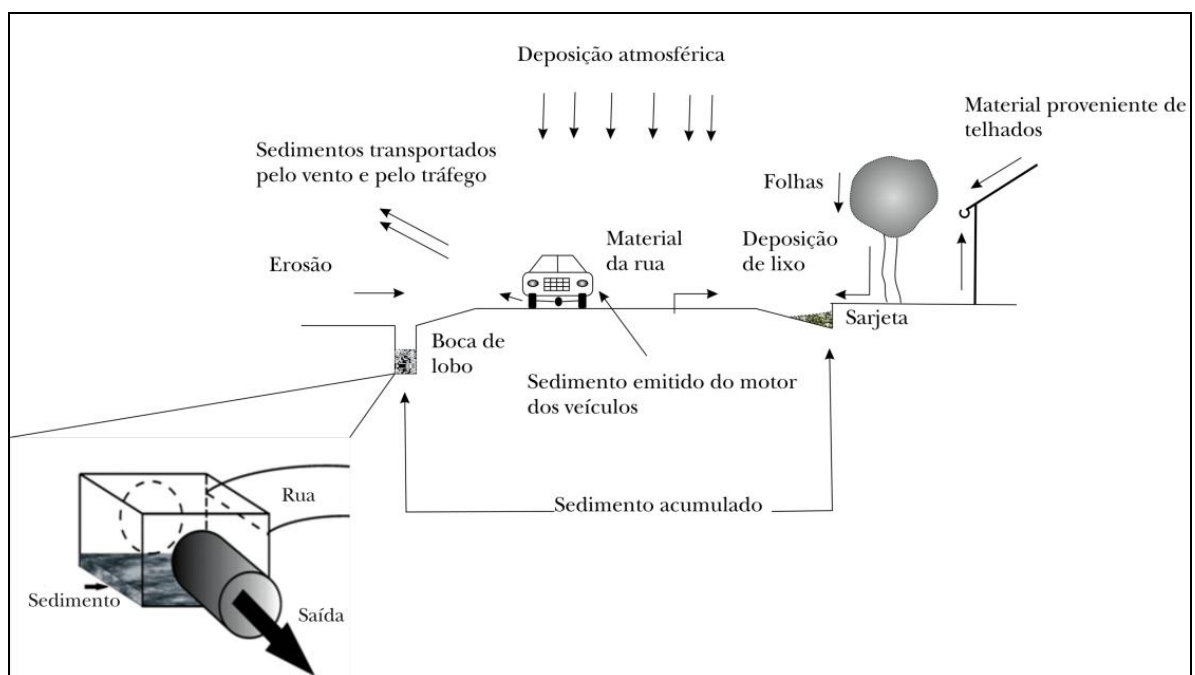 Deposição atmosférica
Material proveniente de
telhados
Sedimentos transportados
pelo vento e pelo tráfego
Folhas
Erosão
Material
da rua
Deposição
de lixo
Sarjeta
Boca de
lobo
Sedimento emitido do motor
dos veículos
Sedimento acumulado
Rua
Sedimento
Saída